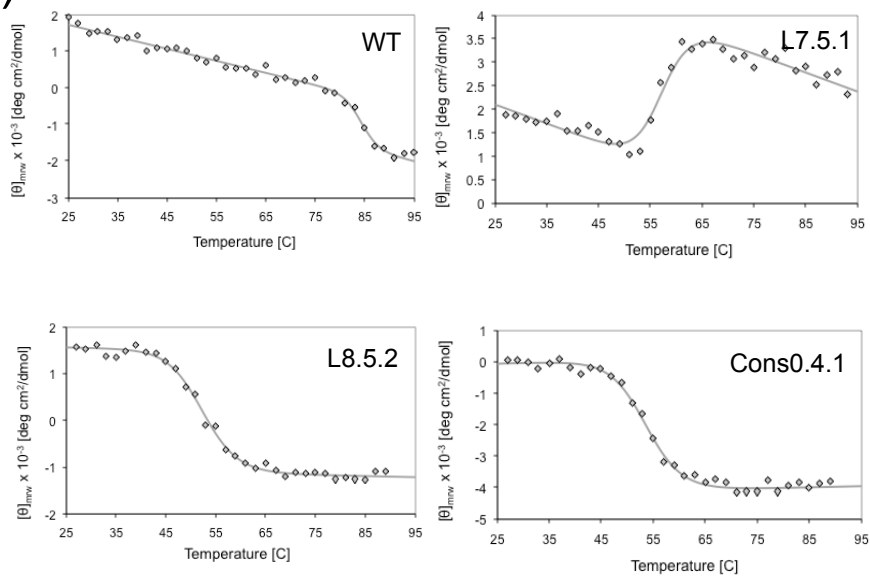 )
WT
[θ]mrw x 10-3 [deg cm2/dmol]
2
1
0
-1
-2
-3
25 35 45 55 65 75 85 95
Temperature [C]
L7.5.1
[θ]mrw x 10-3 [deg cm2/dmol]
4
3.5
3
2.5
2
1.5
1
0.5
0
25 35 45 55 65 75 85 95
Temperature [C]
L8.5.2
[θ]mrw x 10-3 [deg cm2/dmol]
2
1
0
-1
-2
25 35 45 55 65 75 85 95
Temperature [C]
Cons0.4.1
[θ]mrw x 10-3 [deg cm2/dmol]
1
0
-1
-2
-3
-4
-5
25 35 45 55 65 75 85 95
Temperature [C]